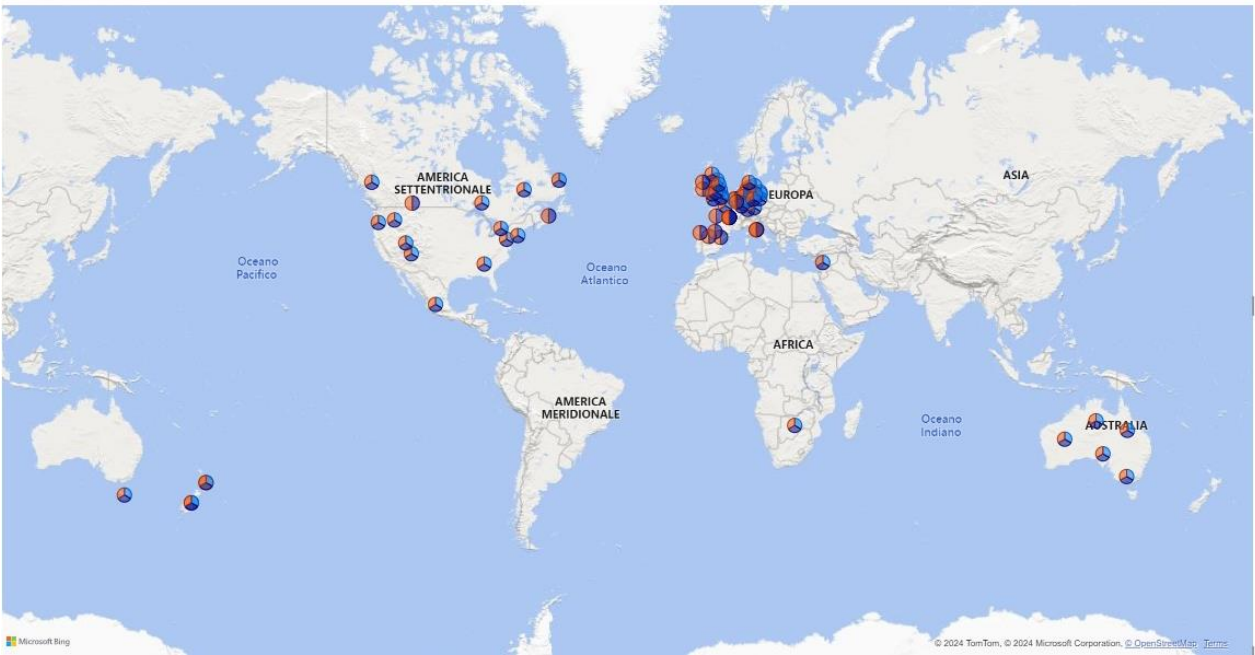 AMERICA
SETTENTRIONALE
EUROPA
ASIA
Oceano
Pacifico
Oceano
Atlantico
AFRICA
AMERICA
MERIDIONALE
Oceano
Indiano
AUSTRALIA
Microsoft Bing
© 2024 TomTom, © 2024 Microsoft Corporation, © OpenStreetMap Terms